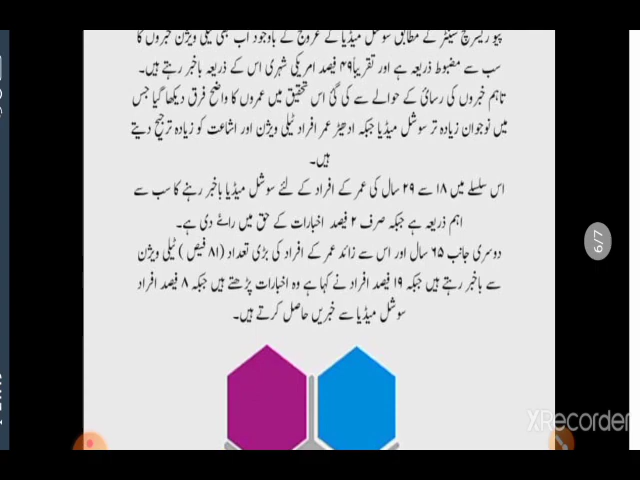 پیو ریسرچ سینٹر کے مطابق سوشل میڈیا کے عروج کے باوجود اب بھی ٹیلی ویژن خبروں کا
سب سے مضبوط ذریعہ ہے اور تقریباً ۴۹ فیصد امریکی شہری اس کے ذریعہ باخبر رہتے ہیں۔
تاہم خبروں کی رسائی کے حوالے سے کی گئی اس تحقیق میں عمروں کا واضح فرق دیکھا گیا جس
میں نوجوان زیادہ تر سوشل میڈیا جبکہ ادھیڑ عمر افراد ٹیلی ویژن اور اشاعت کو زیادہ ترجیح دیتے
ہیں۔
اس سلسلے میں ۱۸ سے ۲۹ سال کی عمر کے افراد کے لئے سوشل میڈیا باخبر رہنے کا سب سے
اہم ذریعہ ہے جبکہ صرف ۲ فیصد اخبارات کے حق میں رائے دی ہے۔
دوسری جانب ۶۵ سال اور اس سے زائد عمر کے افراد کی بڑی تعداد (۸۱ فیص) ٹیلی ویژن
سے باخبر رہتے ہیں جبکہ ۱۹ فیصد افراد نے کہا ہے وہ اخبارات پڑھتے ہیں جبکہ ۸ فیصد افراد
سوشل میڈیا سے خبریں حاصل کرتے ہیں۔
6/7
XRecorder